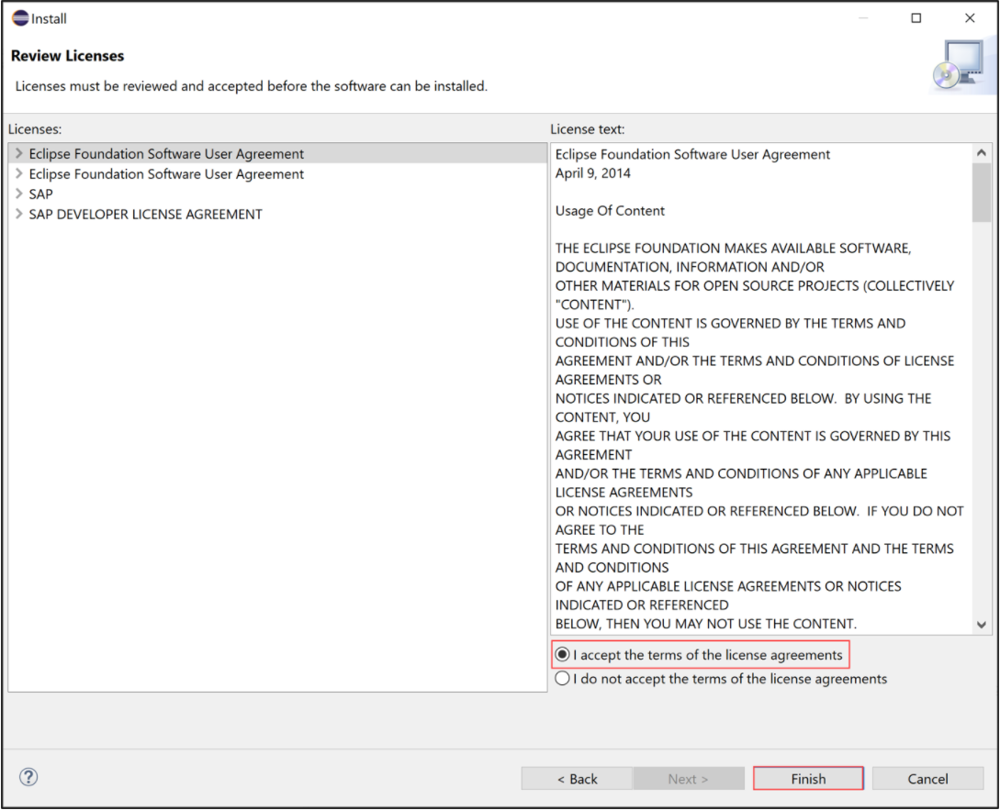 Install
Review Licenses
Licenses must be reviewed and accepted before the software can be installed.
Licenses:
Eclipse Foundation Software User Agreement
Eclipse Foundation Software User Agreement
SAP
SAP DEVELOPER LICENSE AGREEMENT
License text:
Eclipse Foundation Software User Agreement
April 9, 2014
Usage Of Content
THE ECLIPSE FOUNDATION MAKES AVAILABLE SOFTWARE,
DOCUMENTATION, INFORMATION AND/OR
OTHER MATERIALS FOR OPEN SOURCE PROJECTS (COLLECTIVELY
"CONTENT").
USE OF THE CONTENT IS GOVERNED BY THE TERMS AND
CONDITIONS OF THIS
AGREEMENT AND/OR THE TERMS AND CONDITIONS OF LICENSE
AGREEMENTS OR
NOTICES INDICATED OR REFERENCED BELOW.  BY USING THE
CONTENT, YOU
AGREE THAT YOUR USE OF THE CONTENT IS GOVERNED BY THIS
AGREEMENT
AND/OR THE TERMS AND CONDITIONS OF ANY APPLICABLE
LICENSE AGREEMENTS
OR NOTICES INDICATED OR REFERENCED BELOW.  IF YOU DO NOT
AGREE TO THE
TERMS AND CONDITIONS OF THIS AGREEMENT AND THE TERMS
AND CONDITIONS
OF ANY APPLICABLE LICENSE AGREEMENTS OR NOTICES
INDICATED OR REFERENCED
BELOW, THEN YOU MAY NOT USE THE CONTENT.
I accept the terms of the license agreements
I do not accept the terms of the license agreements
?
< Back
Next >
Finish
Cancel